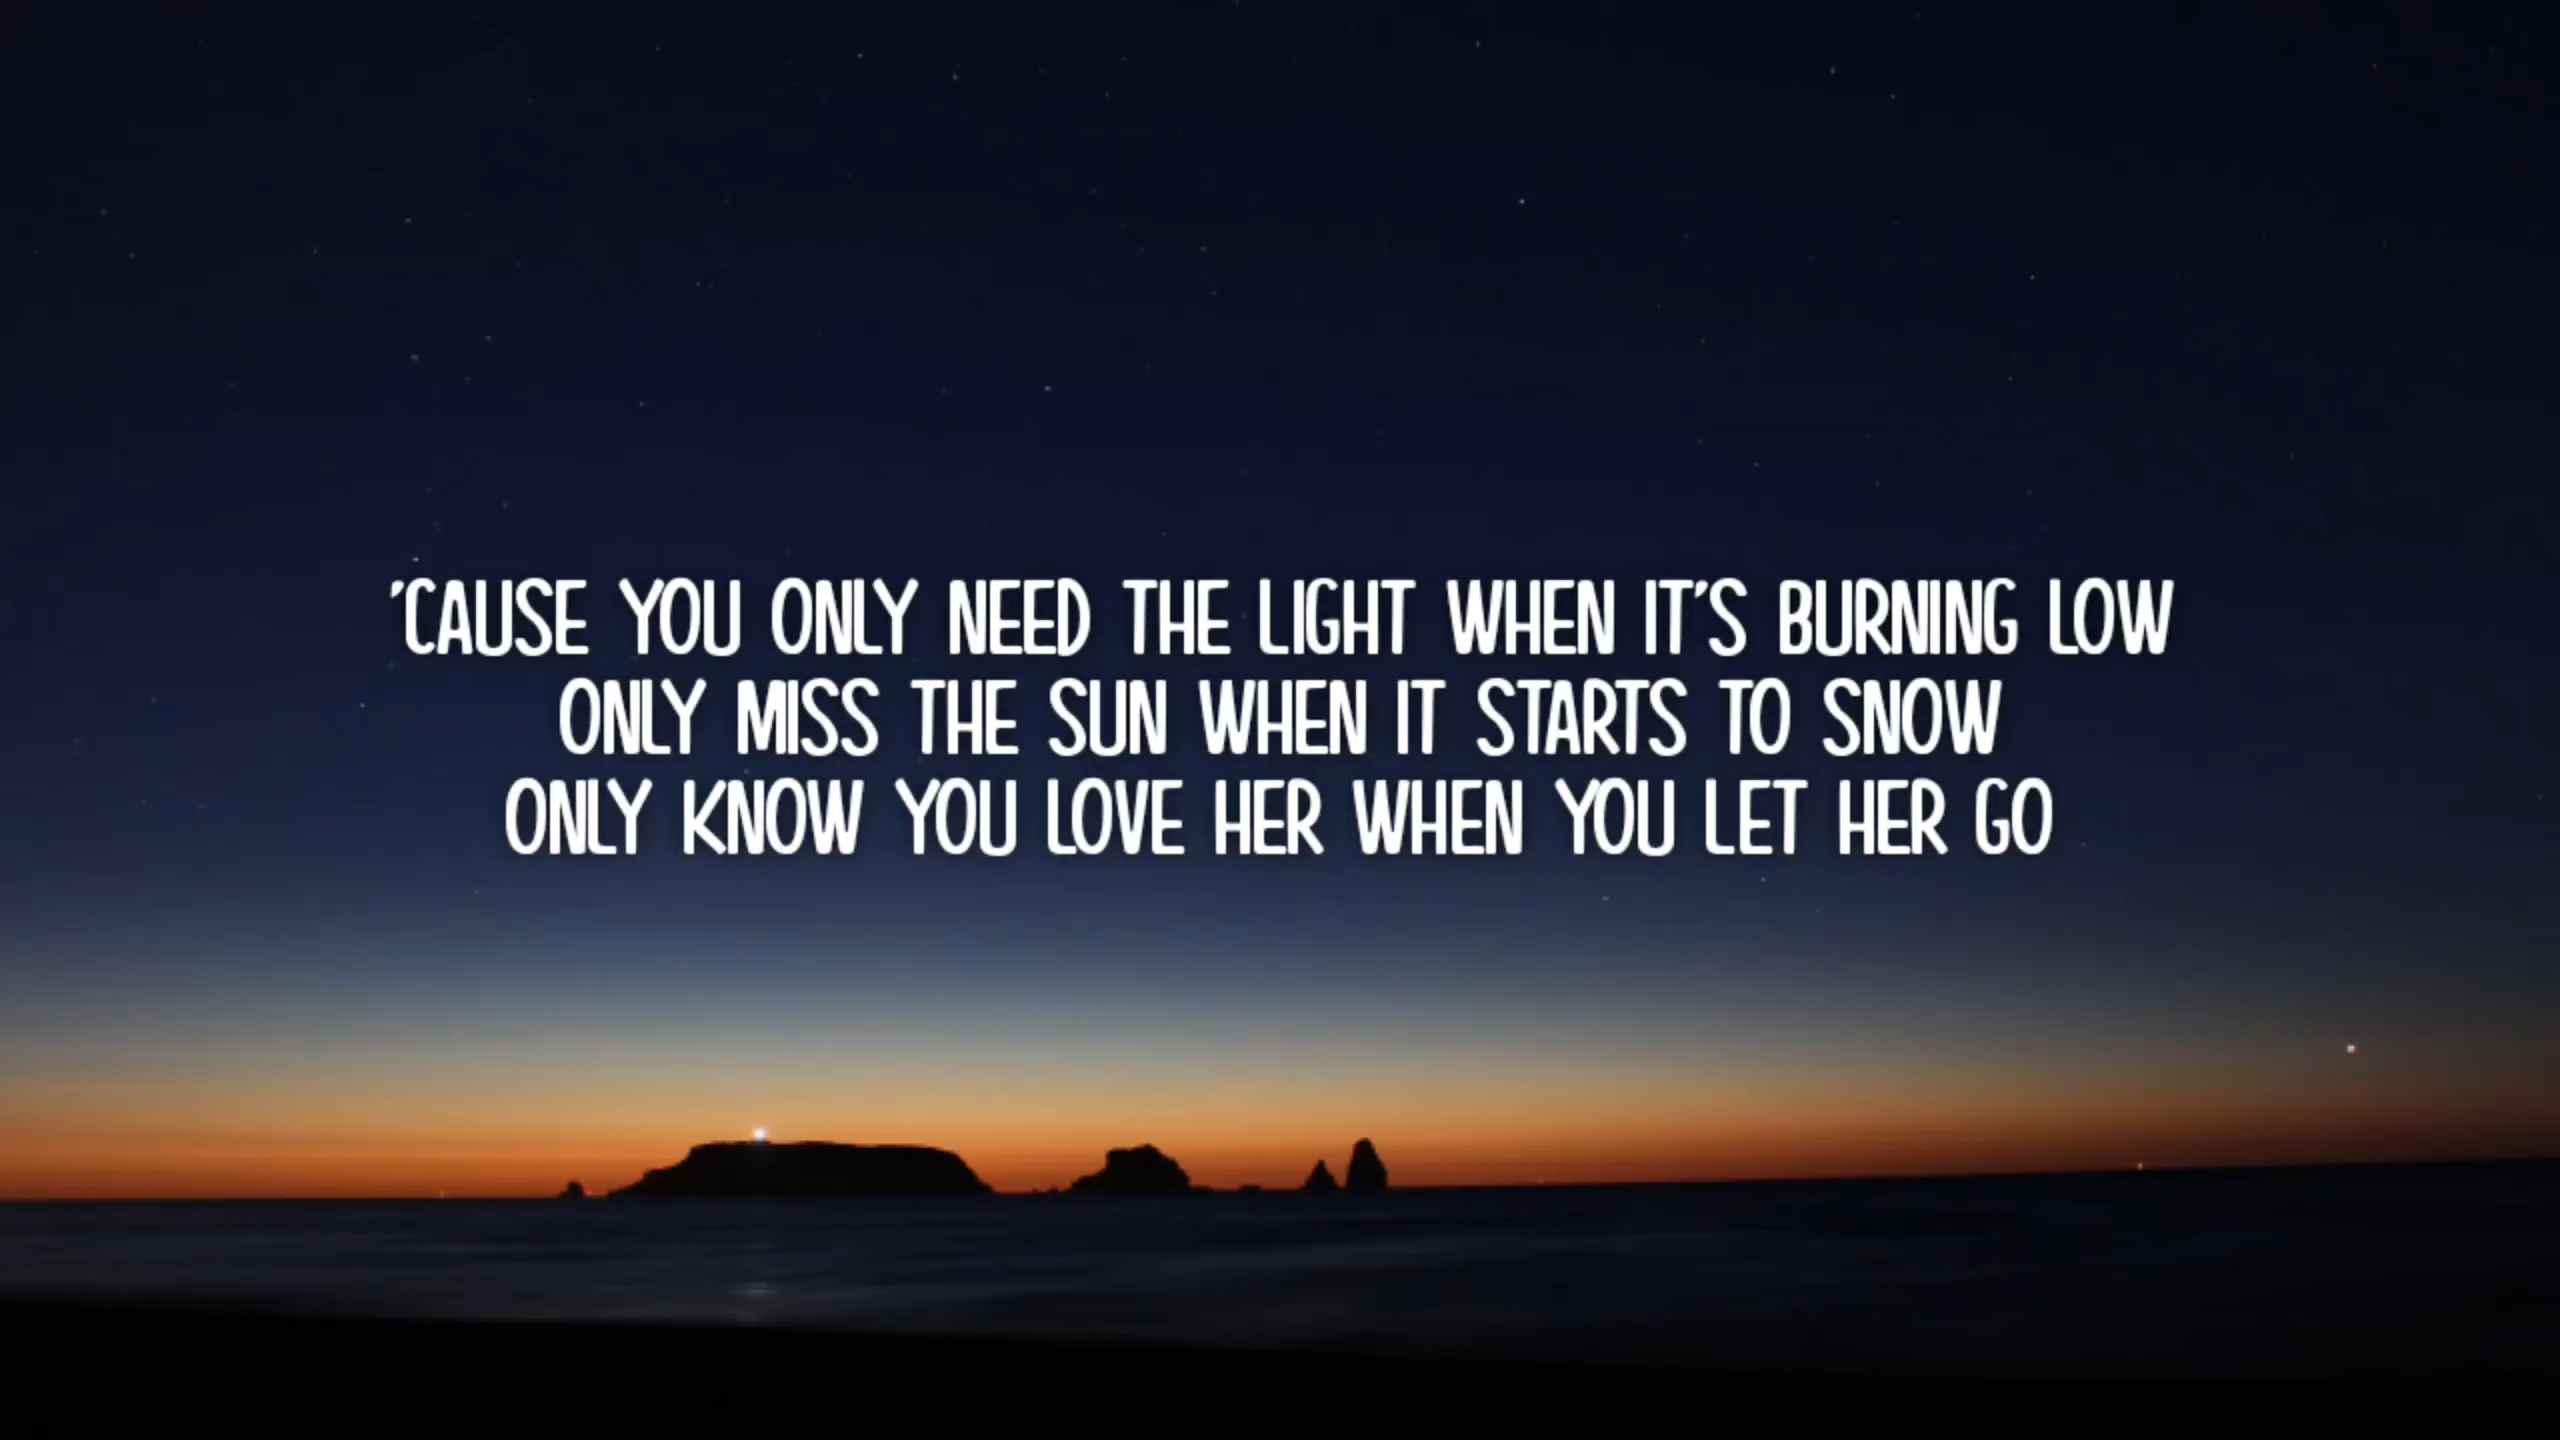 'CAUSE YOU ONLY NEED THE LIGHT WHEN IT'S BURNING LOW
ONLY MISS THE SUN WHEN IT STARTS TO SNOW
ONLY KNOW YOU LOVE HER WHEN YOU LET HER GO